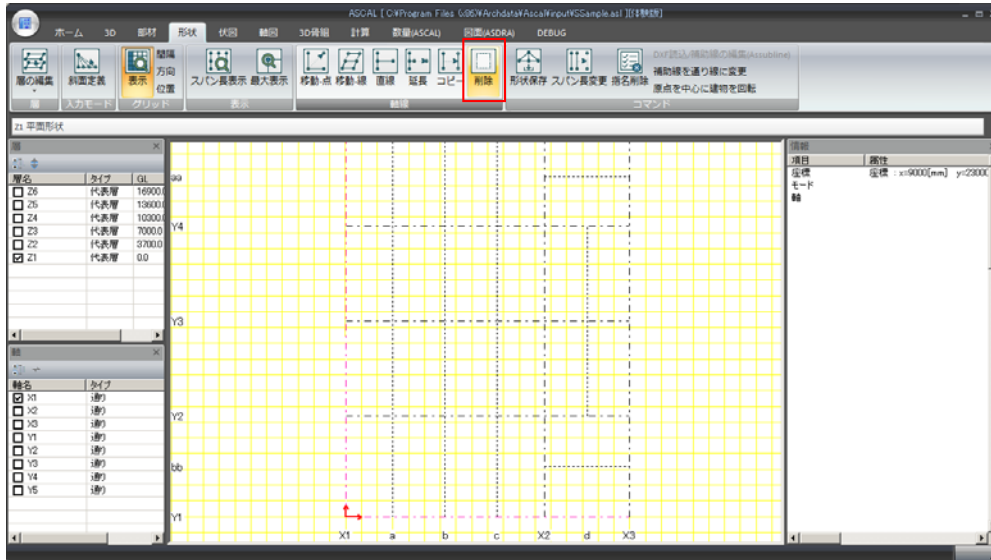 ASCAL [ C:¥Program Files (x86)¥Archdata¥Ascal¥input¥SSample.asl ][体験版]
ホーム 3D 部材 形状 伏図 軸図 3D骨組 計算 数量(ASCAL) 図面(ASDRA) DEBUG
層の編集 斜面定義 表示 間隔 方向 位置 スパン長表示 最大表示 移動-点 移動-線 直線 延長 コピー 削除 形状保存 スパン長変更 指名削除 DXF読込/補助線の編集(Accubline) 補助線を通り線に変更 原点を中心に建物を回転
層 入力モード グリッド 表示 軸線 コマンド
Z1 平面形状
層
層名 タイプ GL
Z6 代表層 16900.0
Z5 代表層 13600.
Z4 代表層 10300.0
Z3 代表層 7000.0
Z2 代表層 3700.0
Z1 代表層 0.0
軸
軸名 タイプ
X1 通り
X2 通り
X3 通り
Y1 通り
Y2 通り
Y3 通り
Y4 通り
Y5 通り
aa
Y4
Y3
Y2
bb
Y1
X1 a b c X2 d X3
情報
項目 属性
座標 座標 : x=9000[mm] y=23000
モード
軸